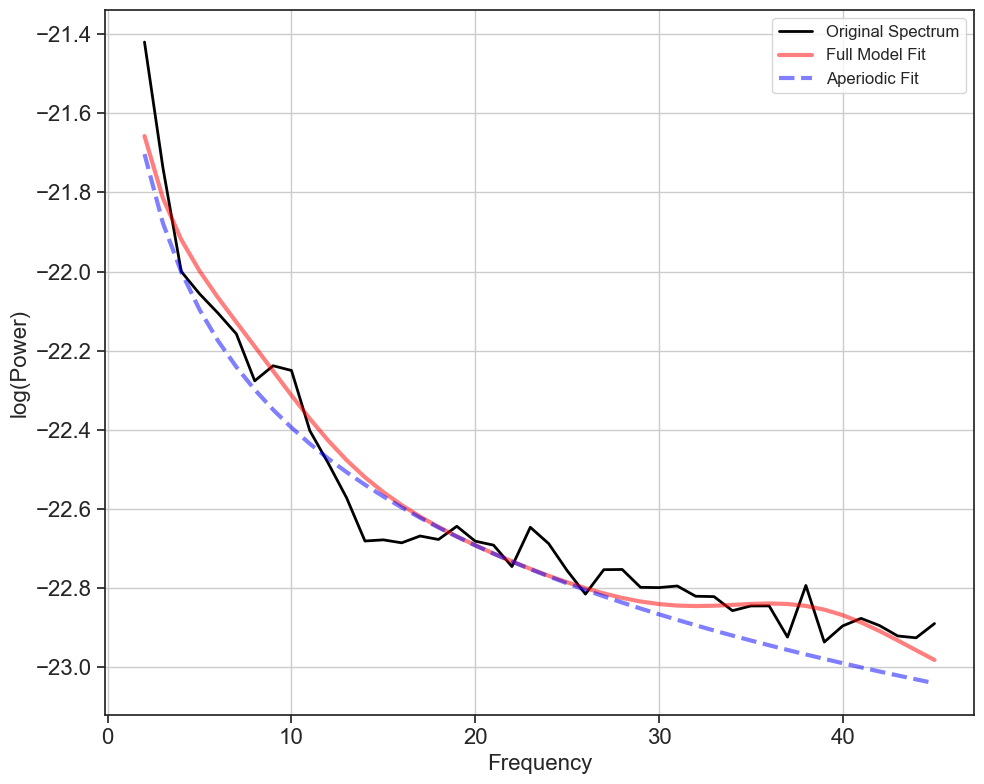 Original Spectrum
Full Model Fit
Aperiodic Fit
−21.4
−21.6
−21.8
−22.0
−22.2
−22.4
−22.6
−22.8
−23.0
log(Power)
0 10 20 30 40
Frequency